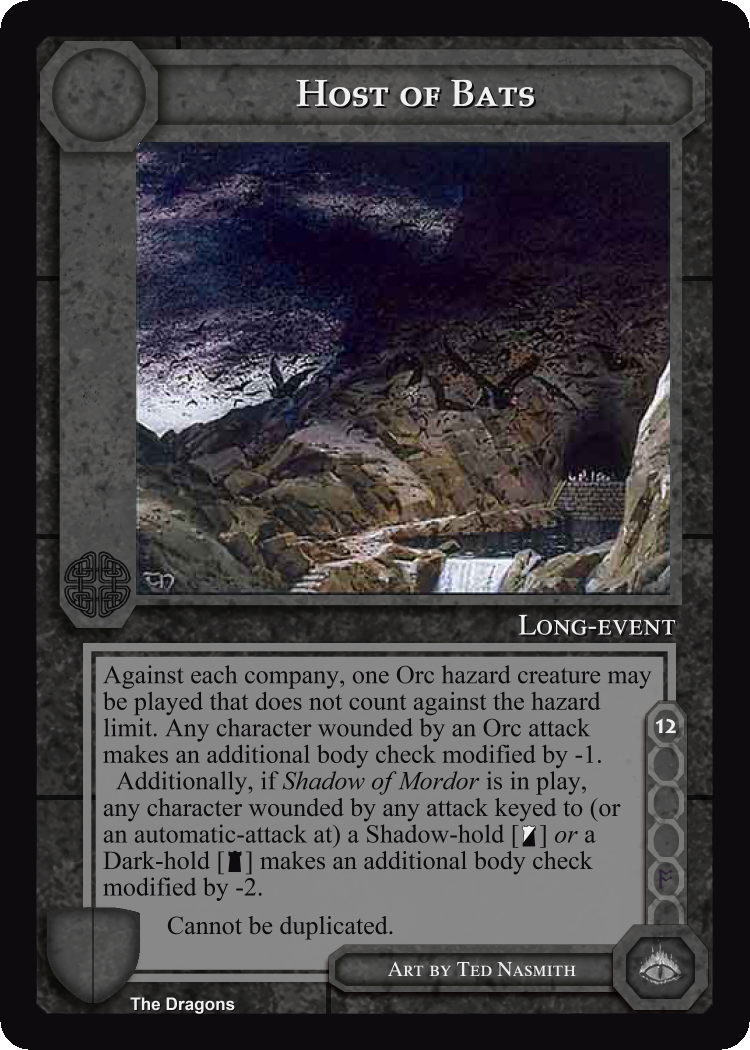 Host of Bats
Long-event
Against each company, one Orc hazard creature may
be played that does not count against the hazard
limit. Any character wounded by an Orc attack
makes an additional body check modified by -1.
Additionally, if Shadow of Mordor is in play,
any character wounded by any attack keyed to (or
an automatic-attack at) a Shadow-hold [ ] or a
Dark-hold [ ] makes an additional body check
modified by -2.
Cannot be duplicated.
12
Art by Ted Nasmith
The Dragons